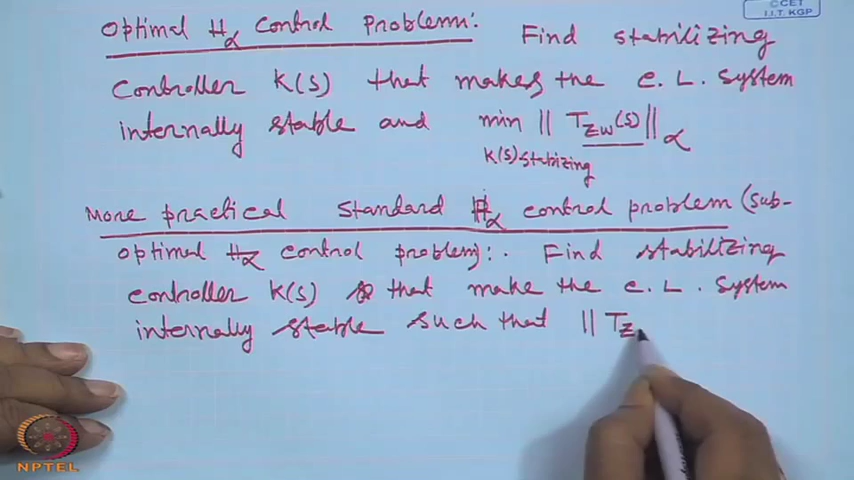 ©CET
I.I.T. KGP
Optimal H∝ Control Problem: Find stabilizing
Controller K(S) that makes the C.L. System
internally stable and min || Tzw(s) ||∝
K(s) stabizing
More practical Standard H∝ control problem (Sub-
optimal H∝ control problem): Find stabilizing
controller K(S) that make the C.L. System
internally stable such that || Tz
NPTEL